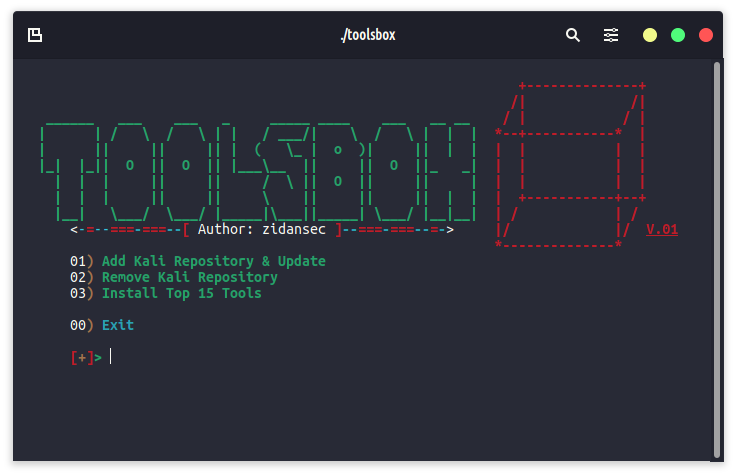 ./toolsbox
TOOLSBOX
<--=--===-===--[ Author: zidansec ]--===-===--=->
V.01
01) Add Kali Repository & Update
02) Remove Kali Repository
03) Install Top 15 Tools
00) Exit
[+]>